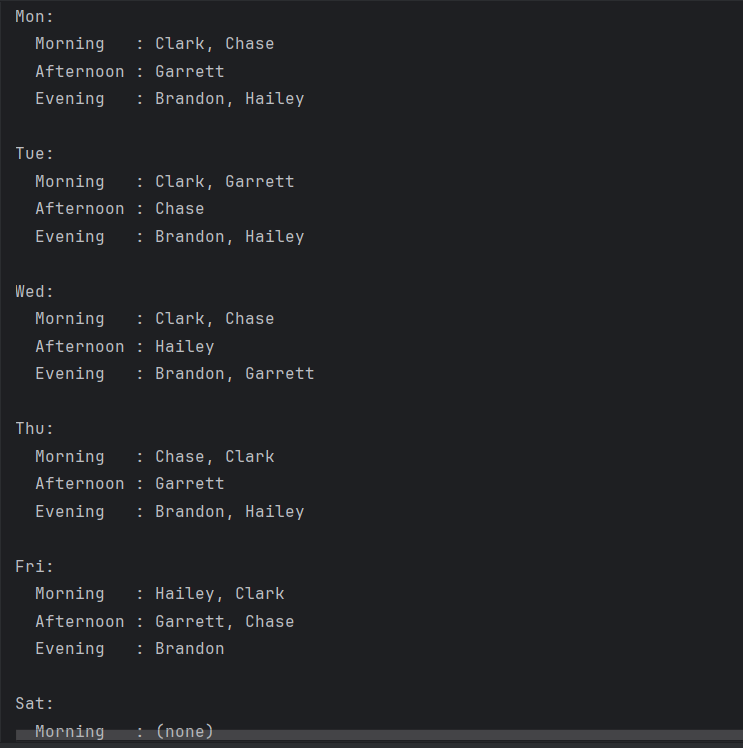 Mon:
  Morning   : Clark, Chase
  Afternoon : Garrett
  Evening   : Brandon, Hailey

Tue:
  Morning   : Clark, Garrett
  Afternoon : Chase
  Evening   : Brandon, Hailey

Wed:
  Morning   : Clark, Chase
  Afternoon : Hailey
  Evening   : Brandon, Garrett

Thu:
  Morning   : Chase, Clark
  Afternoon : Garrett
  Evening   : Brandon, Hailey

Fri:
  Morning   : Hailey, Clark
  Afternoon : Garrett, Chase
  Evening   : Brandon

Sat:
  Morning   : (none)